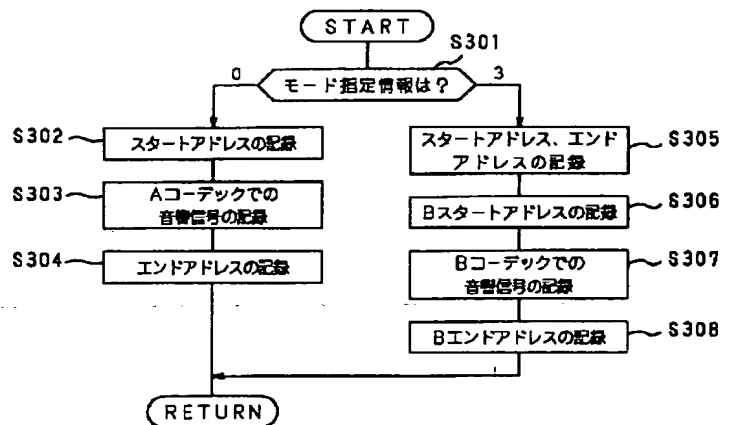 START
S301
モード指定情報は?
0
3
S302
スタートアドレスの記録
S303
Aコーデックでの
音響信号の記録
S304
エンドアドレスの記録
スタートアドレス、エンド
アドレスの記録
S305
Bスタートアドレスの記録
S306
Bコーデックでの
音響信号の記録
S307
Bエンドアドレスの記録
S308
RETURN